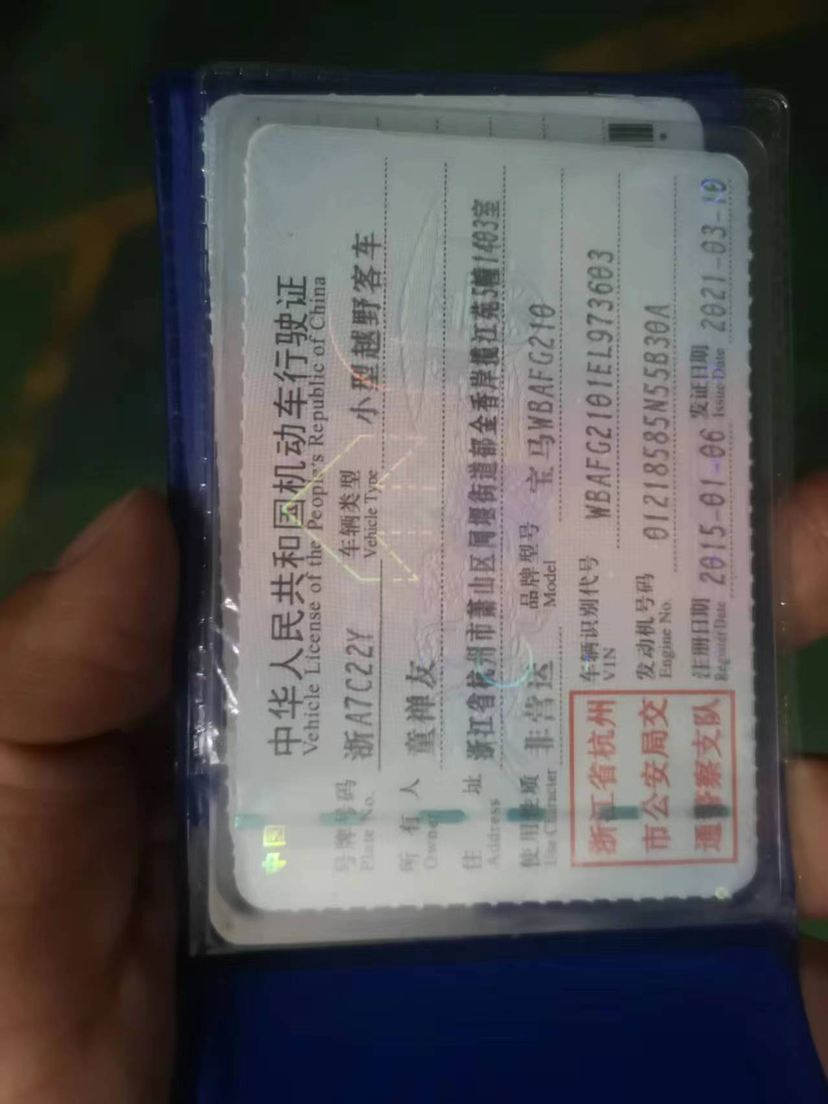 中国
中华人民共和国机动车行驶证
Vehicle License of the People's Republic of China
号牌号码 浙A7C22Y 车辆类型 小型越野客车
Plate No. Vehicle Type
所有人 童禅友
Owner
住址 浙江省杭州市萧山区闻堰街道郁金香岸揽江苑5幢1403室
Address
使用性质 非营运 品牌型号 宝马WBAFG210
Use Character Model
车辆识别代号 WBAFG2101EL973603
VIN
发动机号码 01218585N55B30A
Engine No.
注册日期 2015-01-06 发证日期 2021-03-10
Register Date Issue Date
浙江省杭州
市公安局交
通警察支队